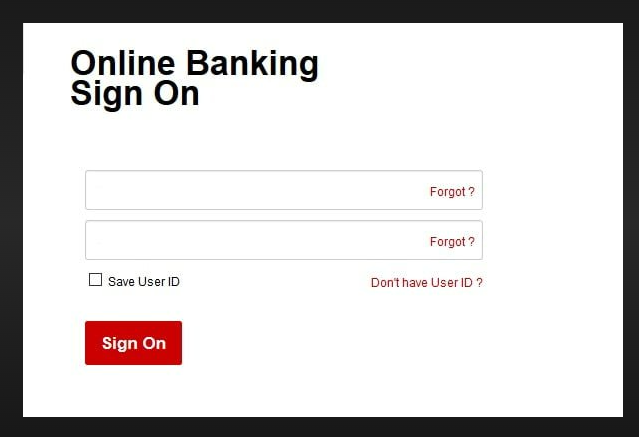 Online Banking
Sign On
Forgot ?
Forgot ?
Save User ID
Don't have User ID ?
Sign On